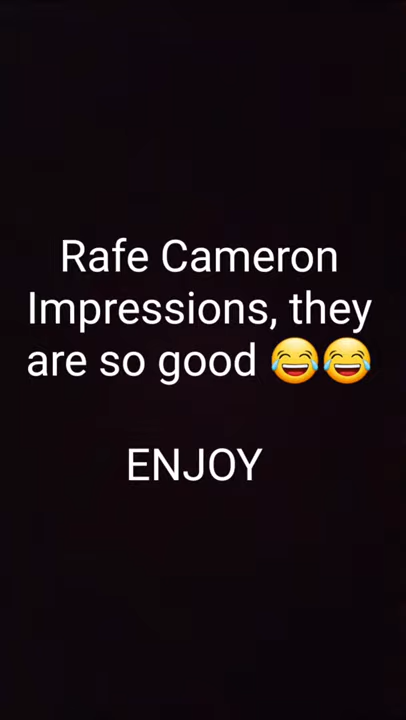 Rafe Cameron
Impressions, they
are so good 😂😂
ENJOY